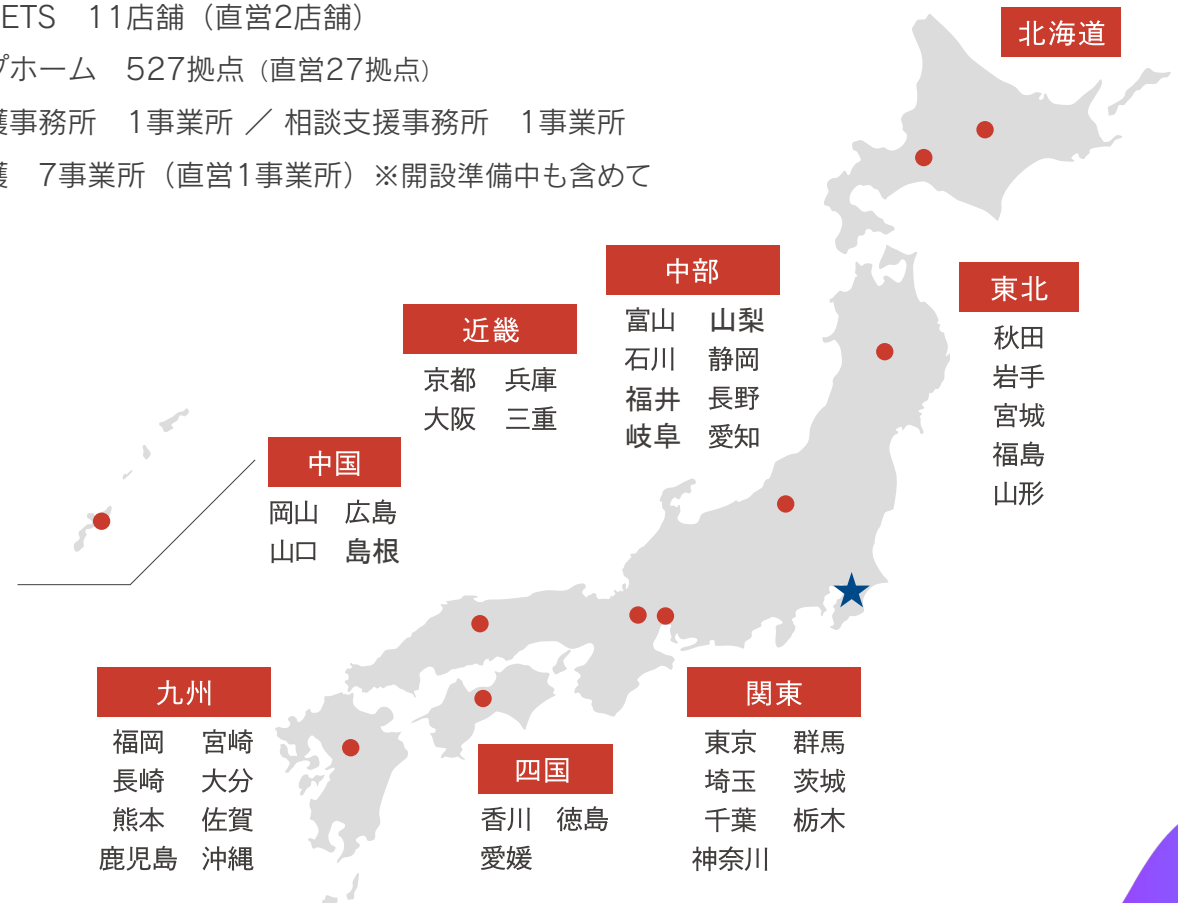 ETS 11店舗（直営2店舗）
プホーム 527拠点（直営27拠点）
護事務所 1事業所 ／ 相談支援事務所 1事業所
護 7事業所（直営1事業所）※開設準備中も含めて
北海道
東北
秋田
岩手
宮城
福島
山形
中部
富山 山梨
石川 静岡
福井 長野
岐阜 愛知
近畿
京都 兵庫
大阪 三重
中国
岡山 広島
山口 島根
九州
福岡 宮崎
長崎 大分
熊本 佐賀
鹿児島 沖縄
四国
香川 徳島
愛媛
関東
東京 群馬
埼玉 茨城
千葉 栃木
神奈川